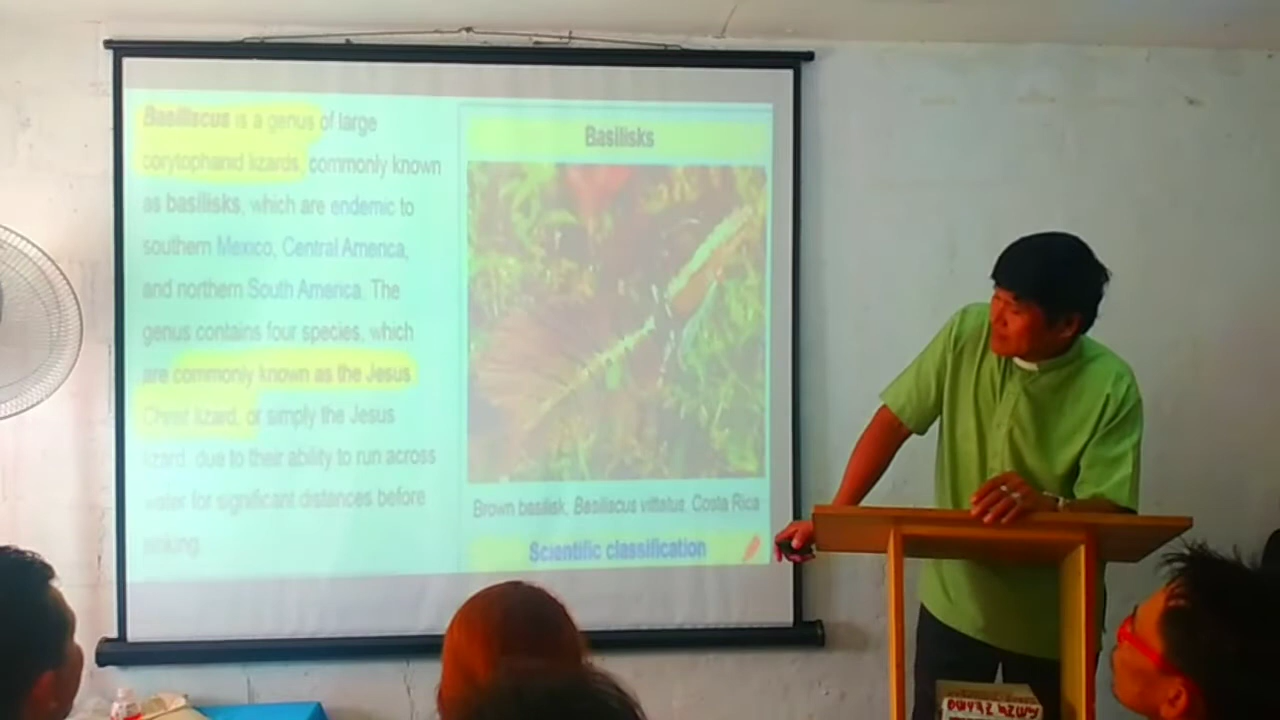 Basiliscus is a genus of large
corytophanid lizards, commonly known
as basilisks, which are endemic to
southern Mexico, Central America,
and northern South America. The
genus contains four species, which
are commonly known as the Jesus
Christ lizard, or simply the Jesus
lizard, due to their ability to run across
water for significant distances before
sinking.
Basilisks
Brown basilisk, Basiliscus vittatus, Costa Rica
Scientific classification